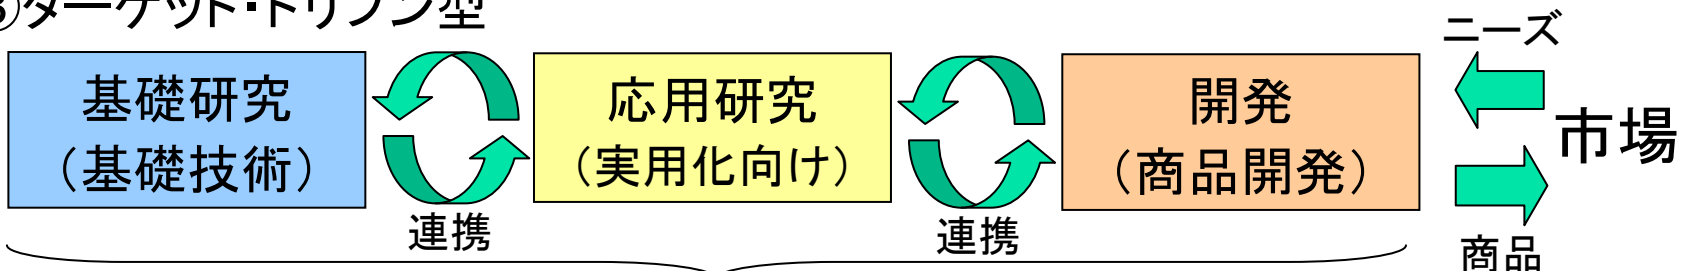 ③ターゲット・ドリブン型
基礎研究
(基礎技術)
連携
応用研究
(実用化向け)
連携
開発
(商品開発)
ニーズ
市場
商品